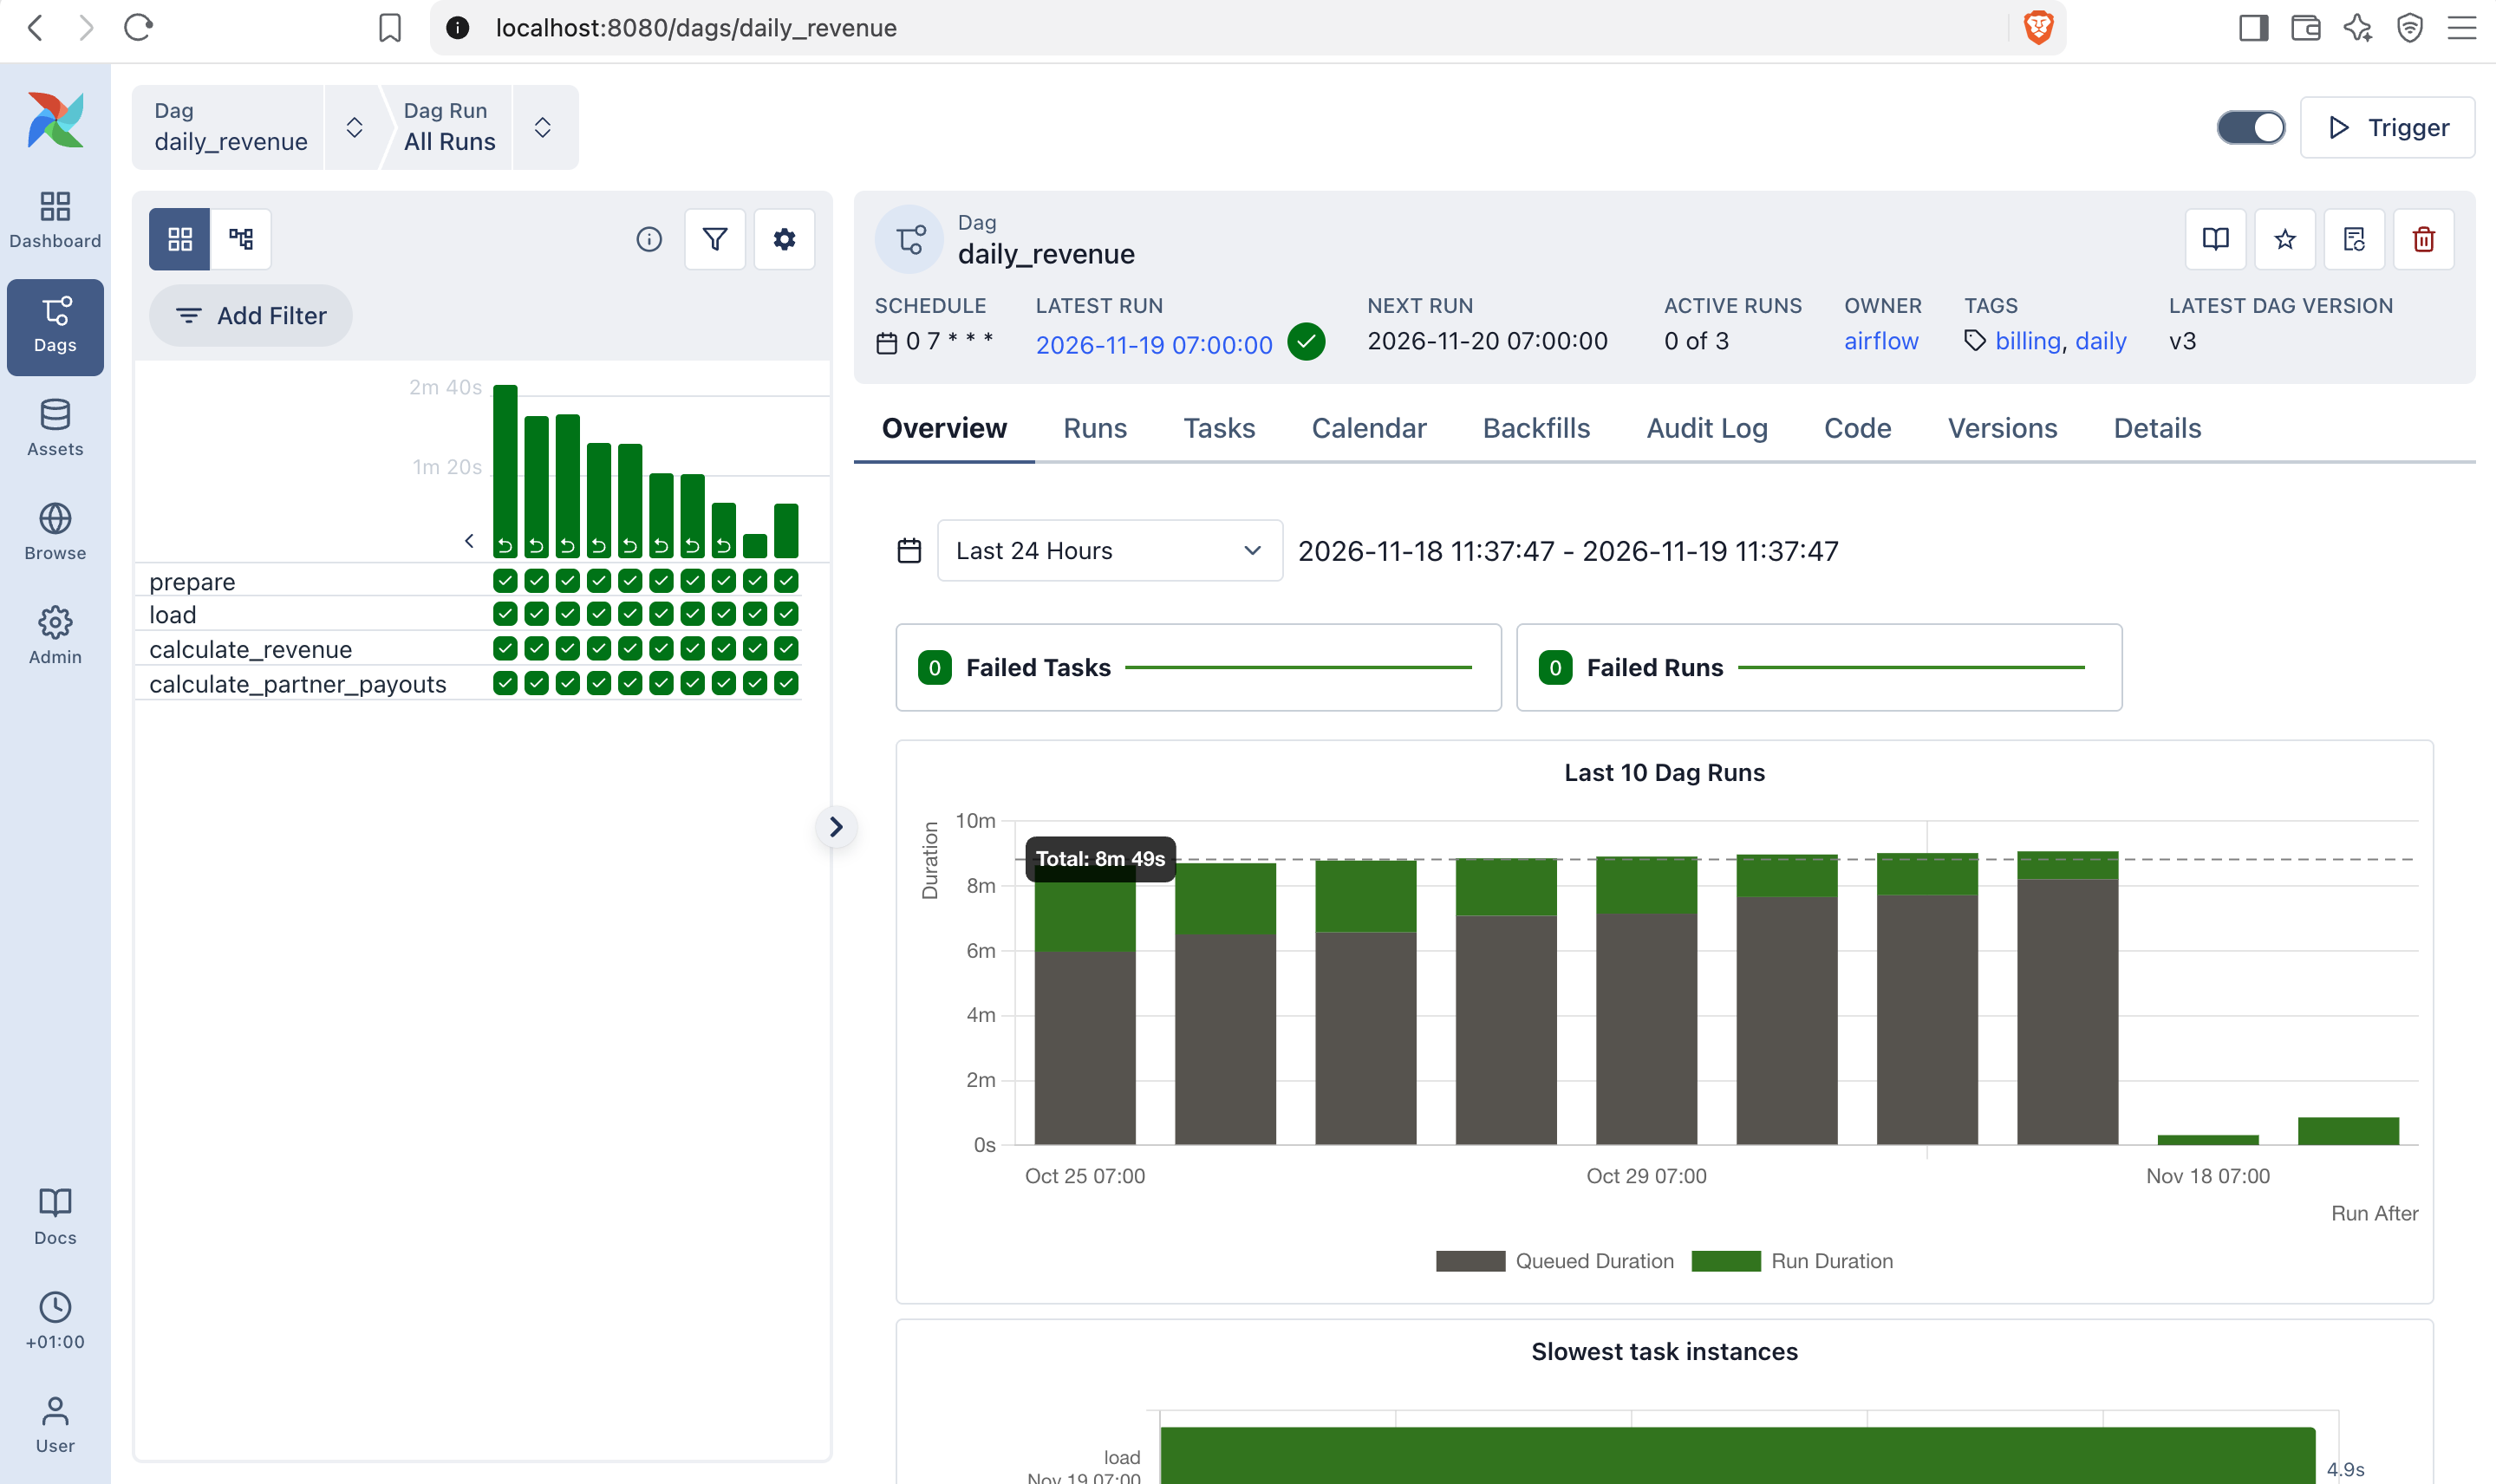 localhost:8080/dags/daily_revenue
Dag
daily_revenue
Dag Run
All Runs
Trigger
Dashboard
Dags
Assets
Browse
Admin
Docs
+01:00
User
Add Filter
2m 40s
1m 20s
prepare
load
calculate_revenue
calculate_partner_payouts
Dag
daily_revenue
SCHEDULE
0 7 * * *
LATEST RUN
2026-11-19 07:00:00
NEXT RUN
2026-11-20 07:00:00
ACTIVE RUNS
0 of 3
OWNER
airflow
TAGS
billing, daily
LATEST DAG VERSION
v3
Overview
Runs
Tasks
Calendar
Backfills
Audit Log
Code
Versions
Details
Last 24 Hours
2026-11-18 11:37:47 - 2026-11-19 11:37:47
0 Failed Tasks
0 Failed Runs
Last 10 Dag Runs
Duration
10m
8m
6m
4m
2m
0s
Total: 8m 49s
Oct 25 07:00
Oct 29 07:00
Nov 18 07:00
Run After
Queued Duration
Run Duration
Slowest task instances
load
Nov 19 07:00
4.9s